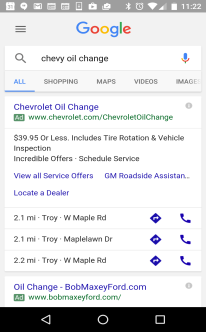 11:22
Google
chevy oil change
ALL SHOPPING MAPS VIDEOS IMAGE
Chevrolet Oil Change
Ad www.chevrolet.com/ChevroletOilChange
$39.95 Or Less. Includes Tire Rotation & Vehicle
Inspection
Incredible Offers · Schedule Service
View all Service Offers GM Roadside Assistan..
Locate a Dealer
2.1 mi · Troy · W Maple Rd
2.1 mi · Troy · Maplelawn Dr
2.2 mi · Troy · W Maple Rd
Oil Change - BobMaxeyFord.com
Ad www.bobmaxeyford.com/